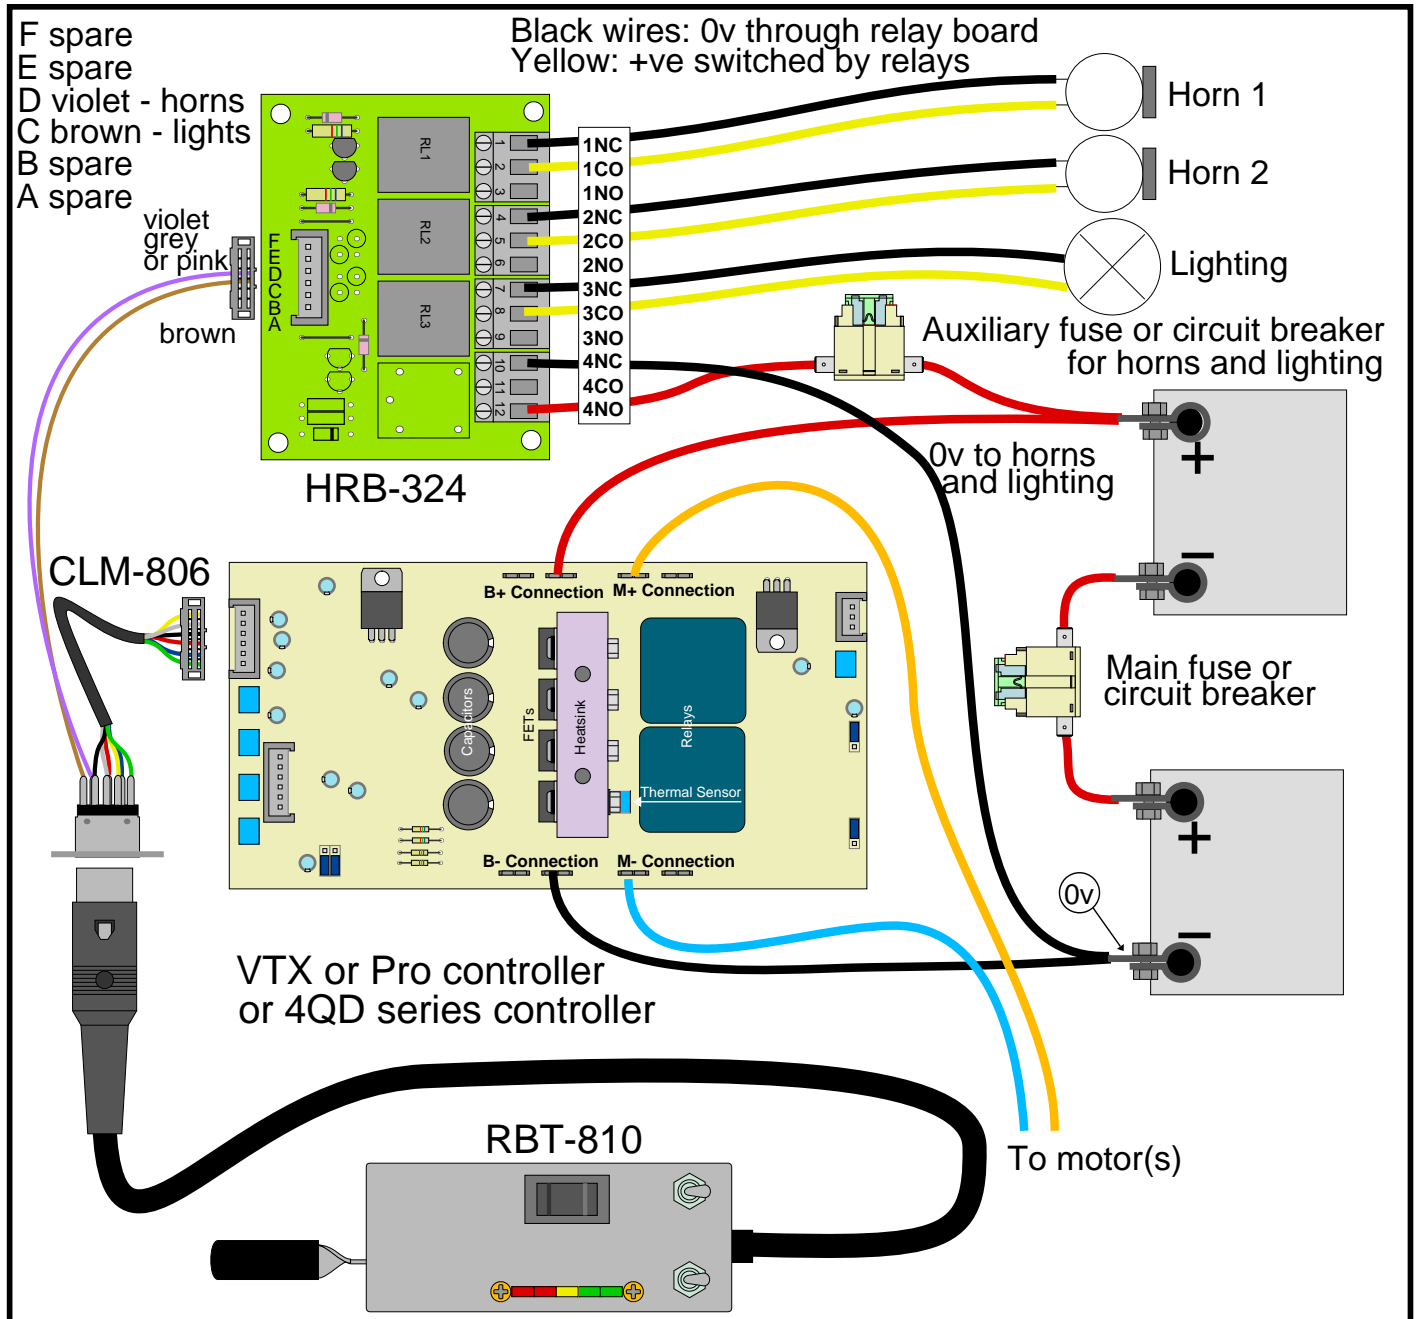 F spare
E spare
D violet - horns
C brown - lights
B spare
A spare
Black wires: 0v through relay board
Yellow: +ve switched by relays
Horn 1
Horn 2
Lighting
violet
grey
or pink
brown
F
E
D
C
B
A
RL1
RL2
RL3
1
2
3
4
5
6
7
8
9
10
11
12
1NC
1CO
1NO
2NC
2CO
2NO
3NC
3CO
3NO
4NC
4CO
4NO
Auxiliary fuse or circuit breaker
for horns and lighting
HRB-324
0v to horns
and lighting
+
−
CLM-806
B+ Connection
M+ Connection
Capacitors
FETs
Heatsink
Relays
Thermal Sensor
B- Connection
M- Connection
Main fuse or
circuit breaker
+
−
0v
VTX or Pro controller
or 4QD series controller
RBT-810
To motor(s)